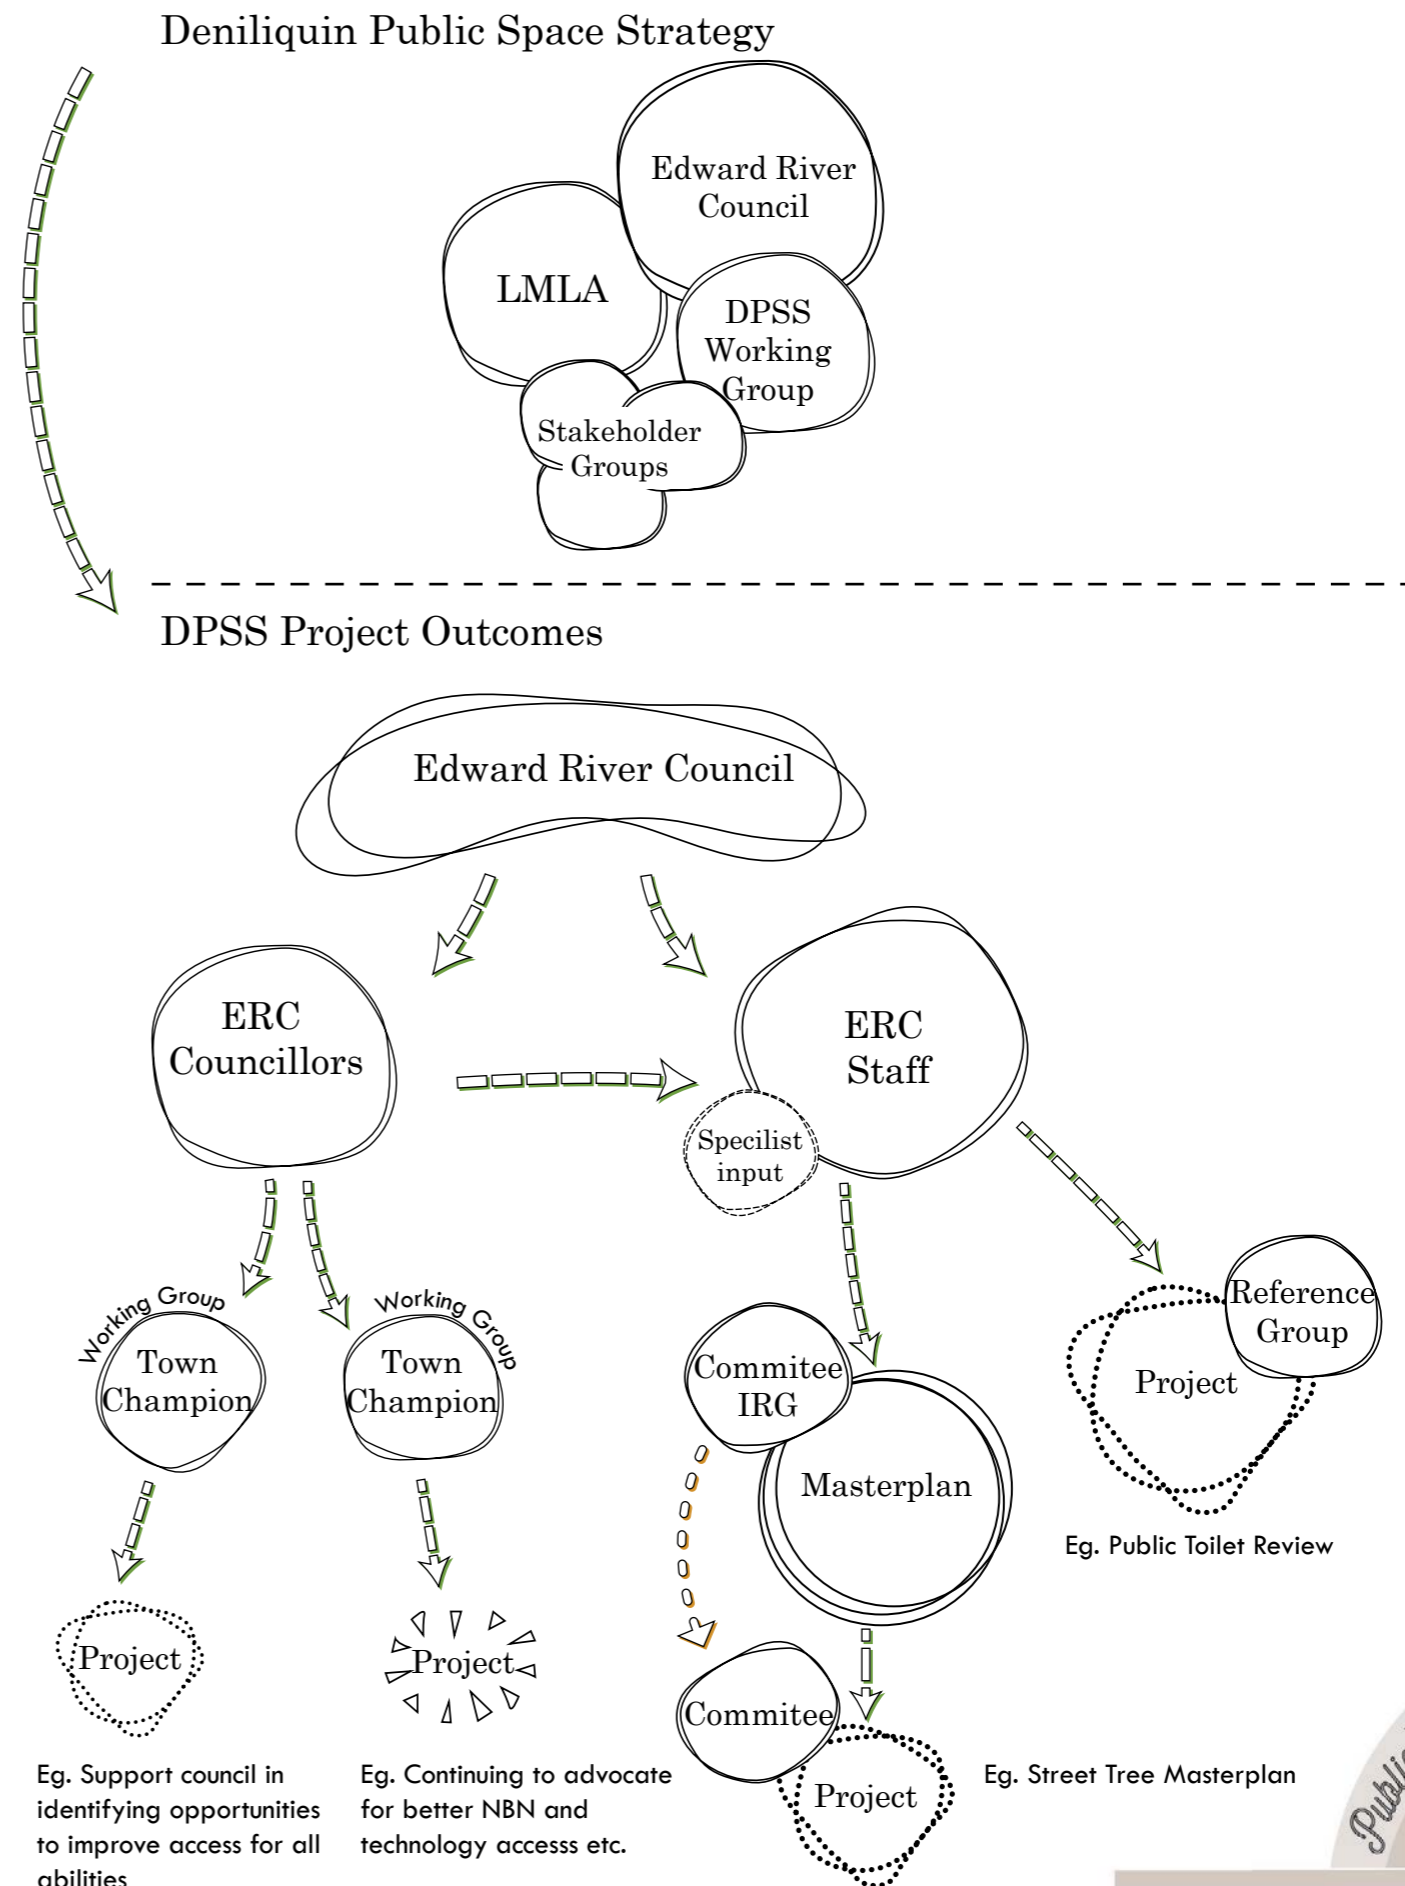 Deniliquin Public Space Strategy
Edward River
Council
LMLA
DPSS
Working
Group
Stakeholder
Groups
DPSS Project Outcomes
Edward River Council
ERC
Councillors
ERC
Staff
Specilist
input
Working Group
Town
Champion
Working Group
Town
Champion
Commitee
IRG
Masterplan
Reference
Group
Project
Eg. Public Toilet Review
Project
Project
Commitee
Project
Eg. Support council in
identifying opportunities
to improve access for all
abilities
Eg. Continuing to advocate
for better NBN and
technology accesss etc.
Eg. Street Tree Masterplan
Public